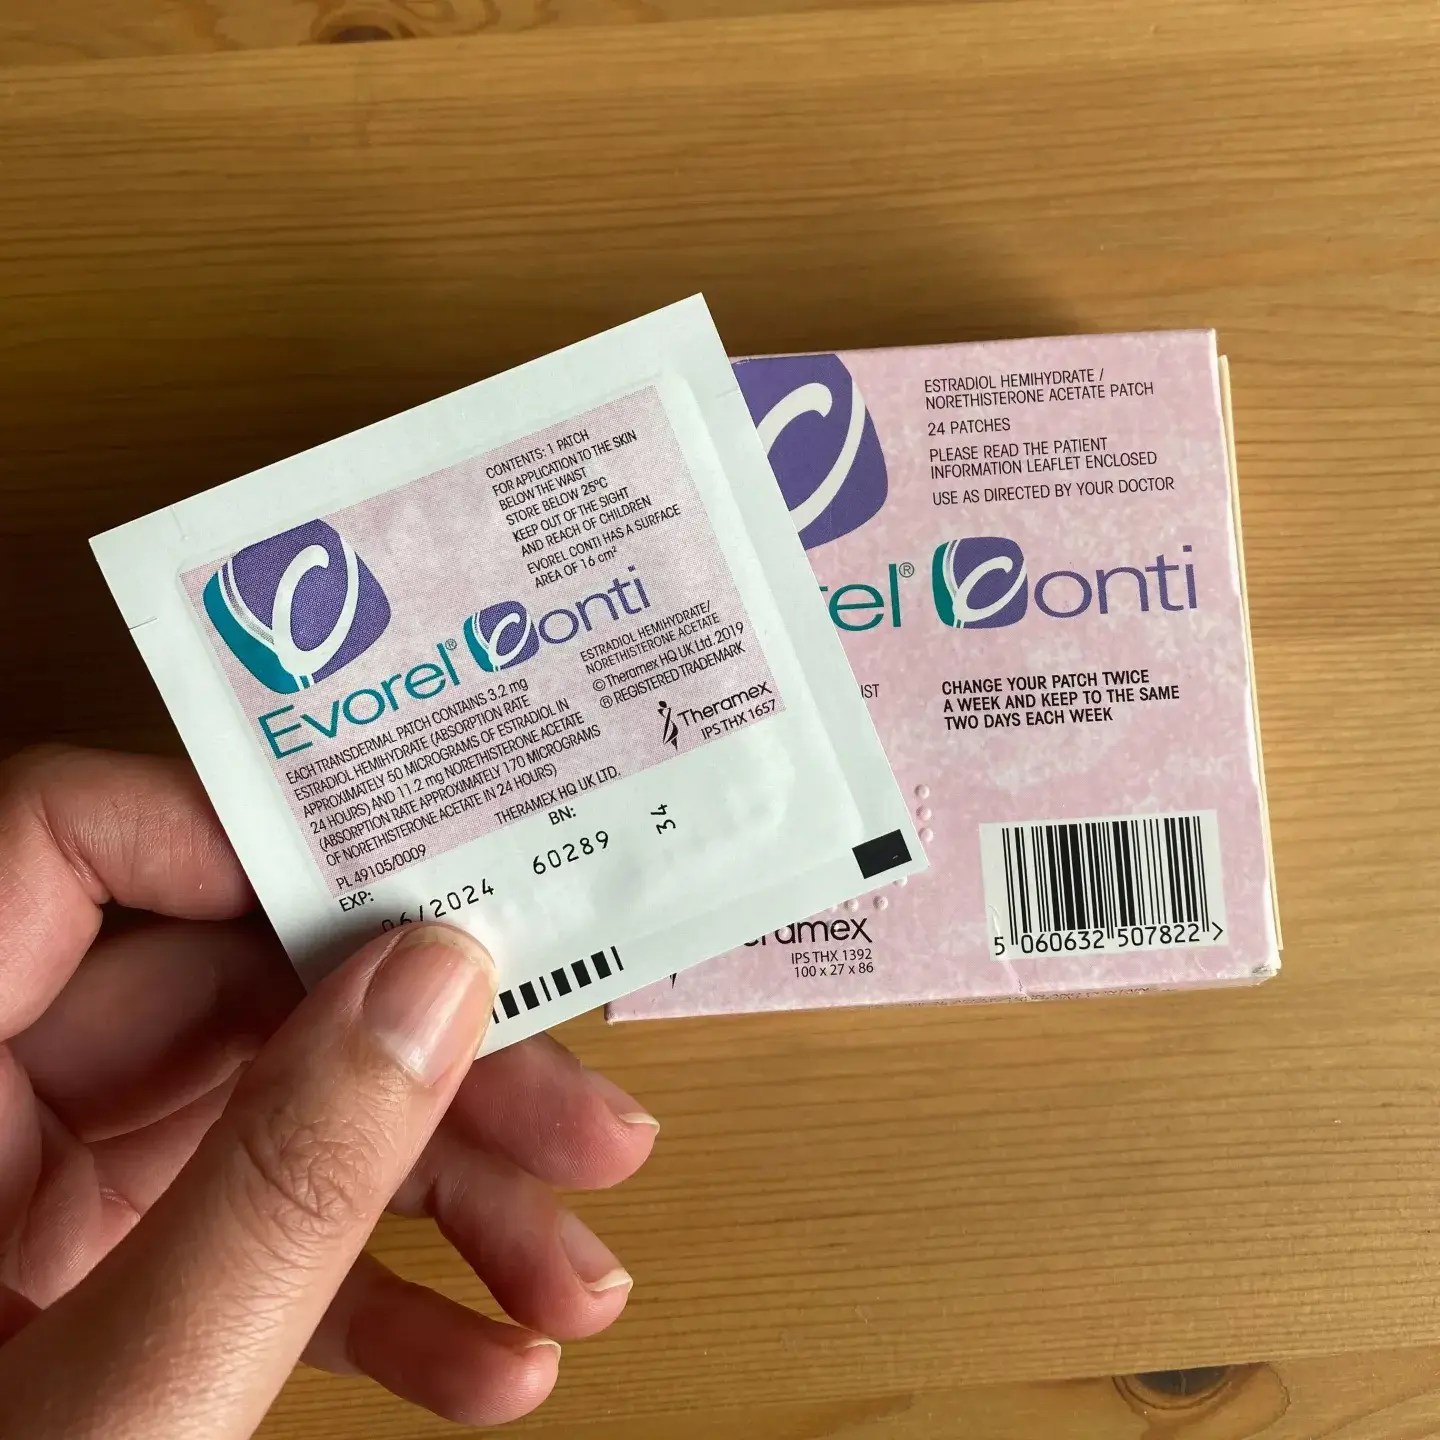 CONTENTS: 1 PATCH
FOR APPLICATION TO THE SKIN
BELOW THE WAIST
STORE BELOW 25°C
KEEP OUT OF THE SIGHT
AND REACH OF CHILDREN
EVOREL CONTI HAS A SURFACE
AREA OF 16 cm²
Evorel® Conti
ESTRADIOL HEMIHYDRATE/
NORETHISTERONE ACETATE
© Theramex HQ UK Ltd. 2019
® REGISTERED TRADEMARK
Theramex
IPS THX 1657
EACH TRANSDERMAL PATCH CONTAINS 3.2 mg
ESTRADIOL HEMIHYDRATE (ABSORPTION RATE
APPROXIMATELY 50 MICROGRAMS OF ESTRADIOL IN
24 HOURS) AND 11.2 mg NORETHISTERONE ACETATE
(ABSORPTION RATE APPROXIMATELY 170 MICROGRAMS
OF NORETHISTERONE ACETATE IN 24 HOURS)
THERAMEX HQ UK LTD.
PL 49105/0009
EXP:
06/2024
BN:
60289
34
ESTRADIOL HEMIHYDRATE /
NORETHISTERONE ACETATE PATCH
24 PATCHES
PLEASE READ THE PATIENT
INFORMATION LEAFLET ENCLOSED
USE AS DIRECTED BY YOUR DOCTOR
rel® Conti
IST
CHANGE YOUR PATCH TWICE
A WEEK AND KEEP TO THE SAME
TWO DAYS EACH WEEK
ramex
IPS THX 1392
100 x 27 x 86
5 060632 507822 >